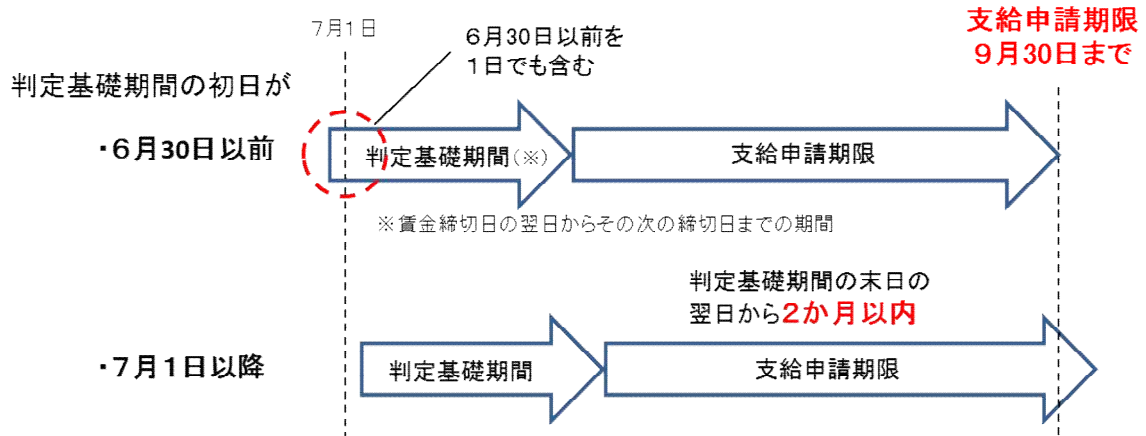 7月1日
6月30日以前を
1日でも含む
支給申請期限
9月30日まで
判定基礎期間の初日が
・6月30日以前
判定基礎期間(※)
支給申請期限
※賃金締切日の翌日からその次の締切日までの期間
判定基礎期間の末日の
翌日から2か月以内
・7月1日以降
判定基礎期間
支給申請期限